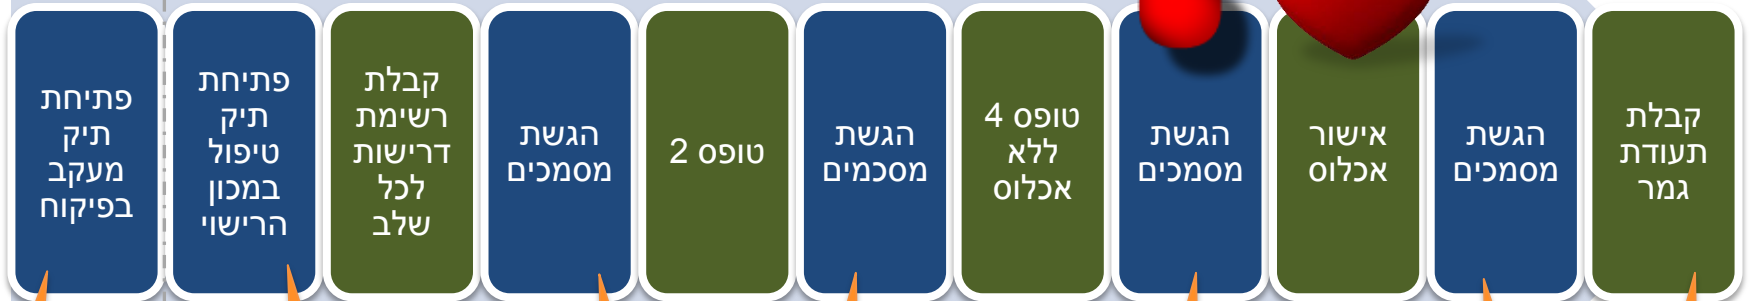 פתיחת
תיק
מעקב
בפיקוח
פתיחת
תיק
טיפול
במכון
הרישוי
קבלת
רשימת
דרישות
לכל
שלב
הגשת
מסמכים
טופס 2
הגשת
מסכמים
טופס 4
ללא
אכלוס
הגשת
מסמכים
אישור
אכלוס
הגשת
מסמכים
קבלת
תעודת
גמר